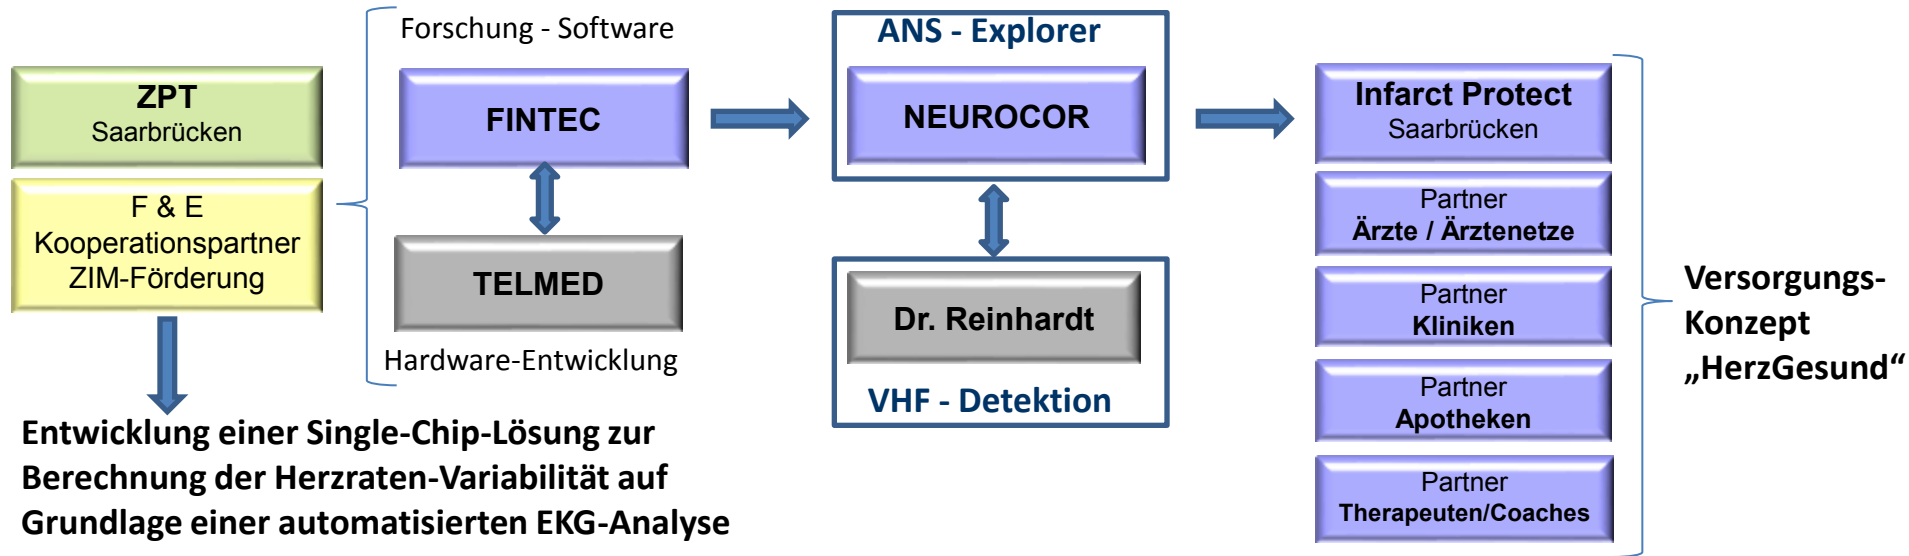 ZPT
Saarbrücken
F & E
Kooperationspartner
ZIM-Förderung
Entwicklung einer Single-Chip-Lösung zur
Berechnung der Herzraten-Variabilität auf
Grundlage einer automatisierten EKG-Analyse
Forschung - Software
FINTEC
TELMED
Hardware-Entwicklung
ANS - Explorer
NEUROCOR
Dr. Reinhardt
VHF - Detektion
Infarct Protect
Saarbrücken
Partner
Ärzte / Ärztenetze
Partner
Kliniken
Partner
Apotheken
Partner
Therapeuten/Coaches
Versorgungs-
Konzept
„HerzGesund“